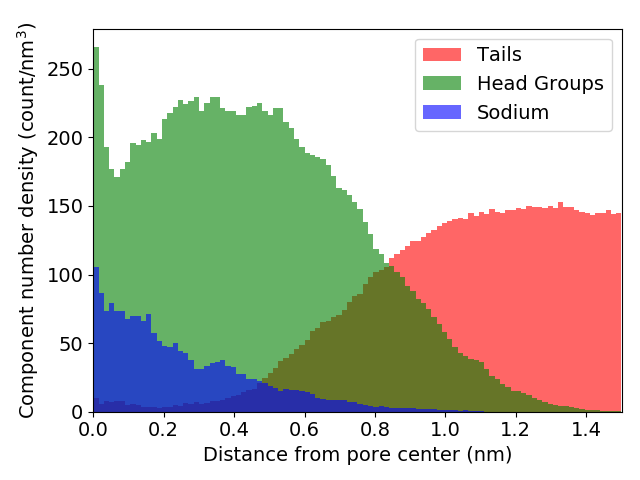 Component number density (count/nm³)
250
200
150
100
50
0
Tails
Head Groups
Sodium
0.0 0.2 0.4 0.6 0.8 1.0 1.2 1.4
Distance from pore center (nm)